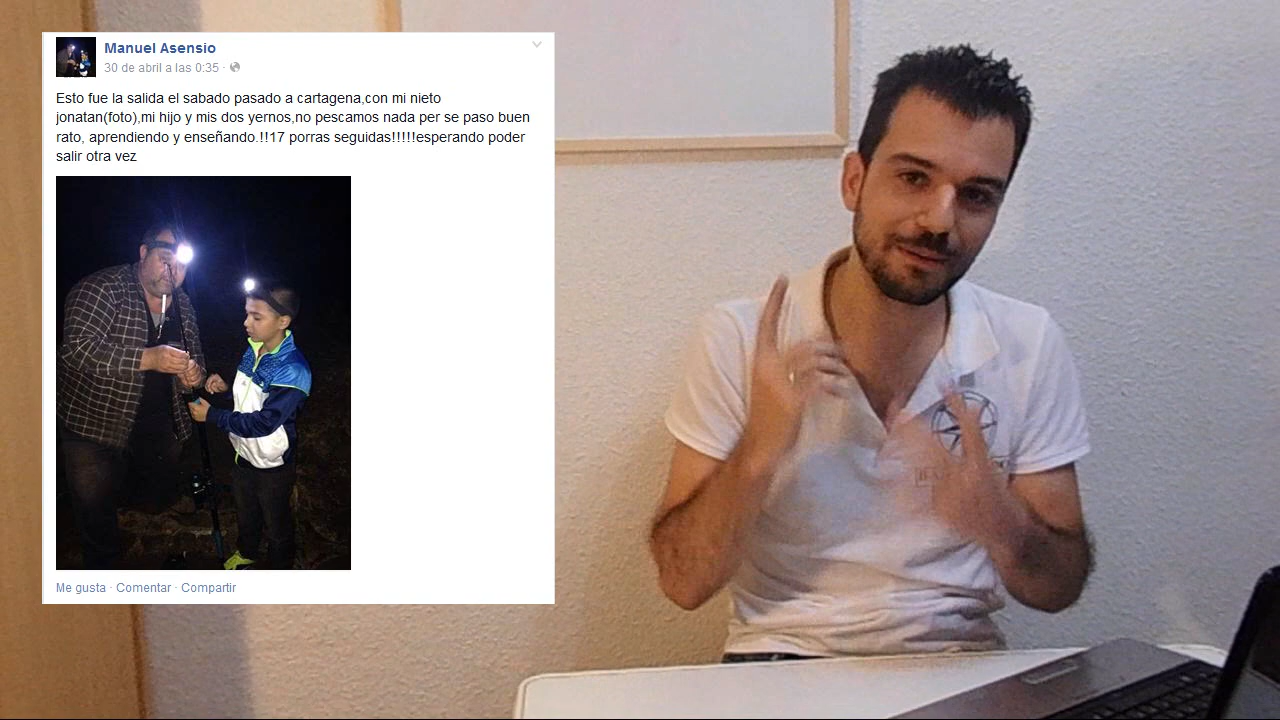 Manuel Asensio
30 de abril a las 0:35 ·
Esto fue la salida el sabado pasado a cartagena,con mi nieto
jonatan(foto),mi hijo y mis dos yernos,no pescamos nada per se paso buen
rato, aprendiendo y enseñando.!!17 porras seguidas!!!!!esperando poder
salir otra vez
Me gusta · Comentar · Compartir